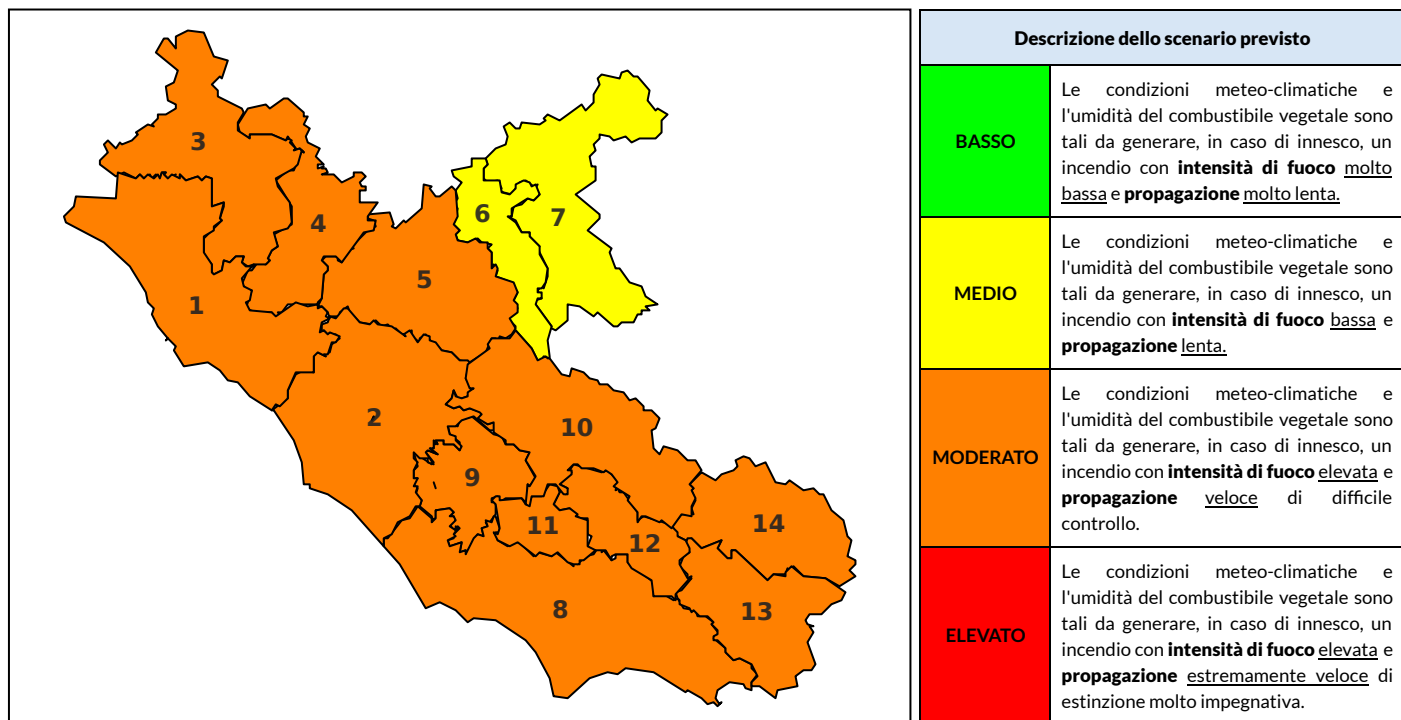 3
4
6
7
5
1
2
10
9
11
12
14
8
13
Descrizione dello scenario previsto
BASSO
Le condizioni meteo-climatiche e
l'umidità del combustibile vegetale sono
tali da generare, in caso di innesco, un
incendio con intensità di fuoco molto
bassa e propagazione molto lenta.
MEDIO
Le condizioni meteo-climatiche e
l'umidità del combustibile vegetale sono
tali da generare, in caso di innesco, un
incendio con intensità di fuoco bassa e
propagazione lenta.
MODERATO
Le condizioni meteo-climatiche e
l'umidità del combustibile vegetale sono
tali da generare, in caso di innesco, un
incendio con intensità di fuoco elevata e
propagazione veloce di difficile
controllo.
ELEVATO
Le condizioni meteo-climatiche e
l'umidità del combustibile vegetale sono
tali da generare, in caso di innesco, un
incendio con intensità di fuoco elevata e
propagazione estremamente veloce di
estinzione molto impegnativa.